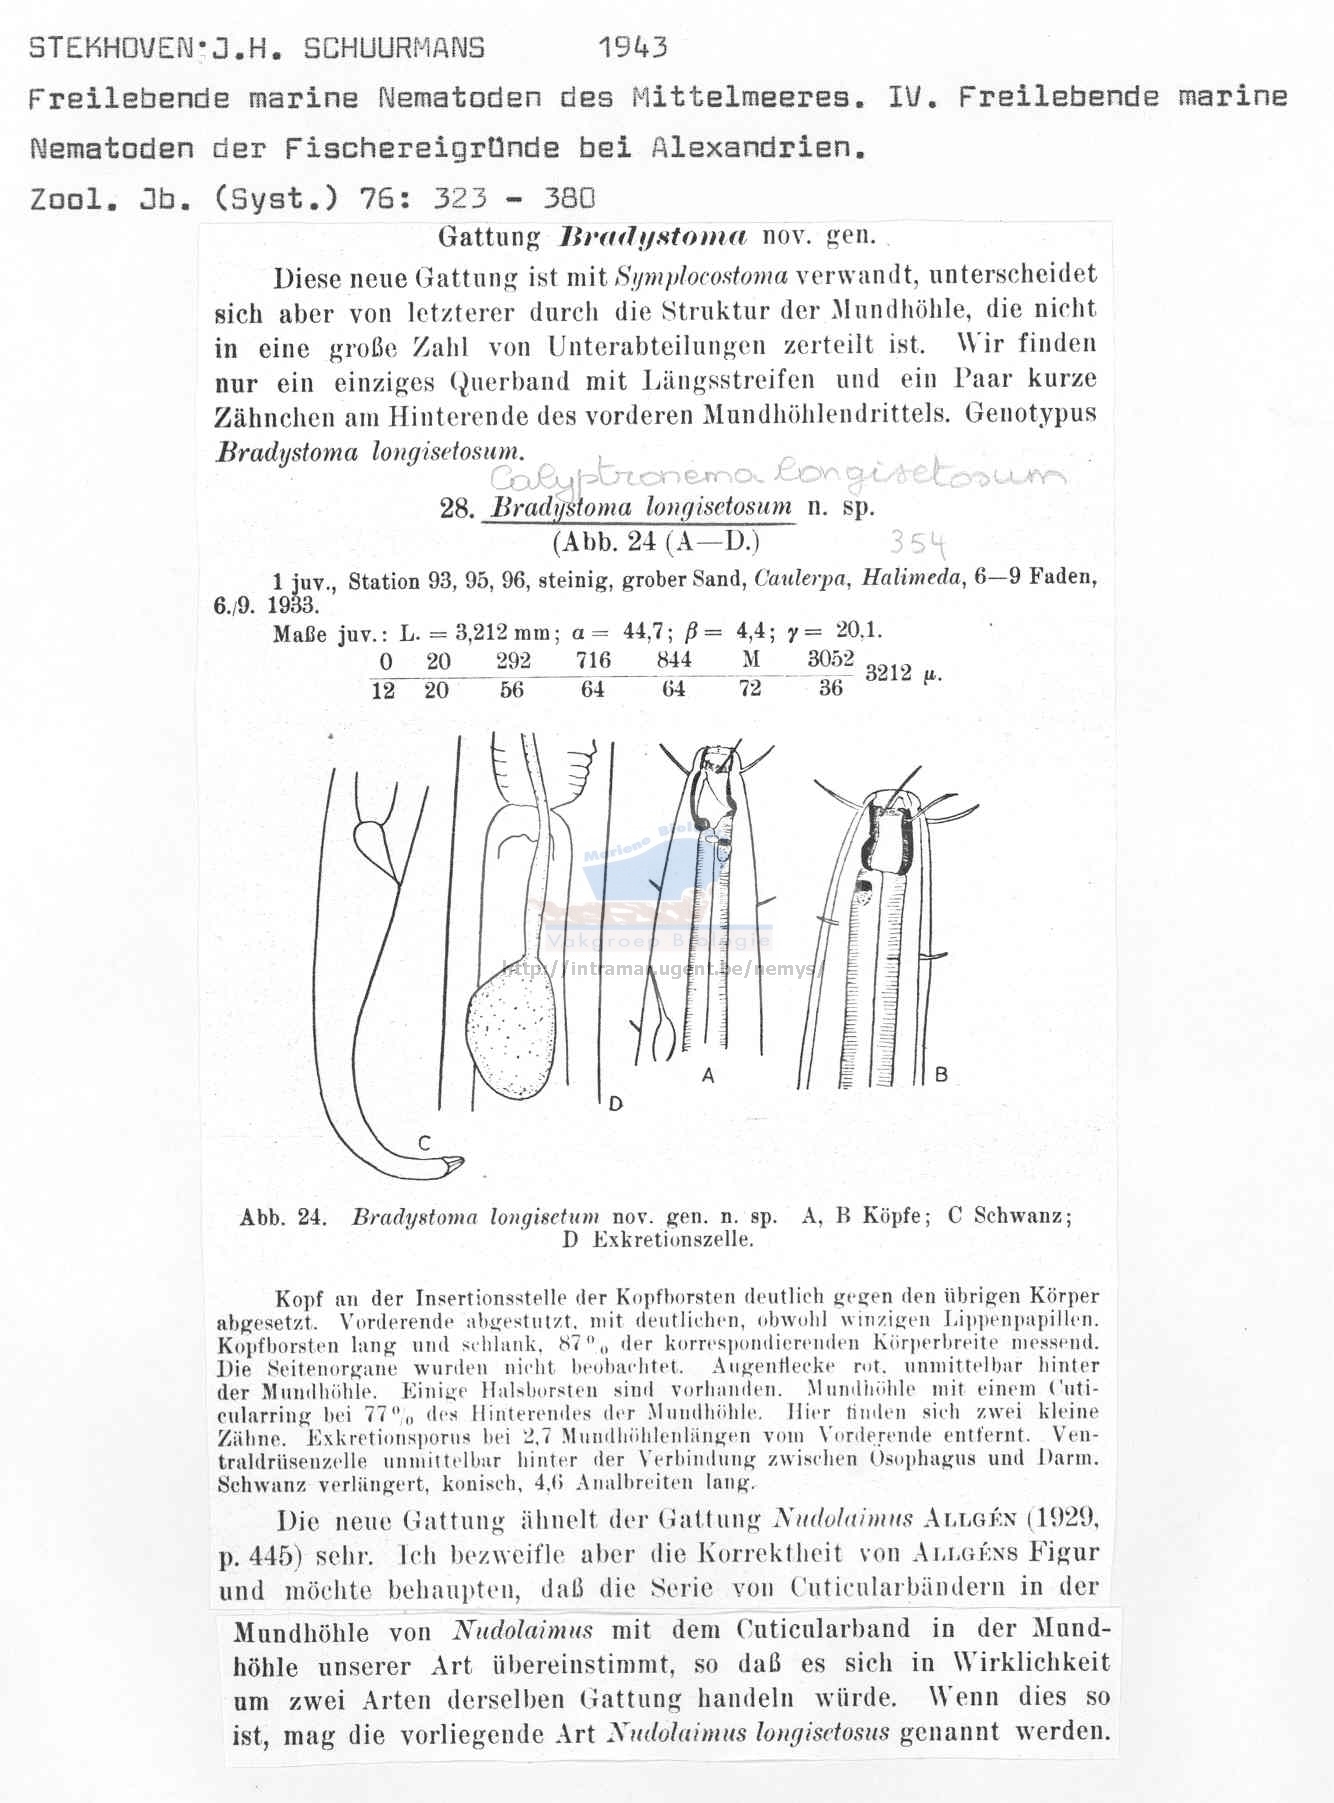 STEKHOVEN:J.H. SCHUURMANS 1943
Freilebende marine Nematoden des Mittelmeeres. IV. Freilebende marine
Nematoden der Fischereigründe bei Alexandrien.
Zool. Jb. (Syst.) 76: 323 - 380
Gattung Bradystoma nov. gen.
Diese neue Gattung ist mit Symplocostoma verwandt, unterscheidet
sich aber von letzterer durch die Struktur der Mundhöhle, die nicht
in eine große Zahl von Unterabteilungen zerteilt ist. Wir finden
nur ein einziges Querband mit Längsstreifen und ein Paar kurze
Zähnchen am Hinterende des vorderen Mundhöhlendrittels. Genotypus
Bradystoma longisetosum.
Calyptronema longisetosum
28. Bradystoma longisetosum n. sp.
(Abb. 24 (A—D.) 354
1 juv., Station 93, 95, 96, steinig, grober Sand, Caulerpa, Halimeda, 6—9 Faden,
6./9. 1933.
Maße juv.: L. = 3,212 mm; α = 44,7; β = 4,4; γ = 20,1.
0 20 292 716 844 M 3052
12 20 56 64 64 72 36 3212 µ.
Mariene Biolo
Vakgroep Biologie
http://intramar.ugent.be/nemys/
A
B
D
C
Abb. 24. Bradystoma longisetum nov. gen. n. sp. A, B Köpfe; C Schwanz;
D Exkretionszelle.
Kopf an der Insertionsstelle der Kopfborsten deutlich gegen den übrigen Körper
abgesetzt. Vorderende abgestutzt, mit deutlichen, obwohl winzigen Lippenpapillen.
Kopfborsten lang und schlank, 87% der korrespondierenden Körperbreite messend.
Die Seitenorgane wurden nicht beobachtet. Augenflecke rot, unmittelbar hinter
der Mundhöhle. Einige Halsborsten sind vorhanden. Mundhöhle mit einem Cuti-
cularring bei 77% des Hinterendes der Mundhöhle. Hier finden sich zwei kleine
Zähne. Exkretionsporus bei 2,7 Mundhöhlenlängen vom Vorderende entfernt. Ven-
traldrüsenzelle unmittelbar hinter der Verbindung zwischen Ösophagus und Darm.
Schwanz verlängert, konisch, 4,6 Analbreiten lang.
Die neue Gattung ähnelt der Gattung Nudolaimus ALLGÉN (1929,
p. 445) sehr. Ich bezweifle aber die Korrektheit von ALLGÉNS Figur
und möchte behaupten, daß die Serie von Cuticularbändern in der
Mundhöhle von Nudolaimus mit dem Cuticularband in der Mund-
höhle unserer Art übereinstimmt, so daß es sich in Wirklichkeit
um zwei Arten derselben Gattung handeln würde. Wenn dies so
ist, mag die vorliegende Art Nudolaimus longisetosus genannt werden.